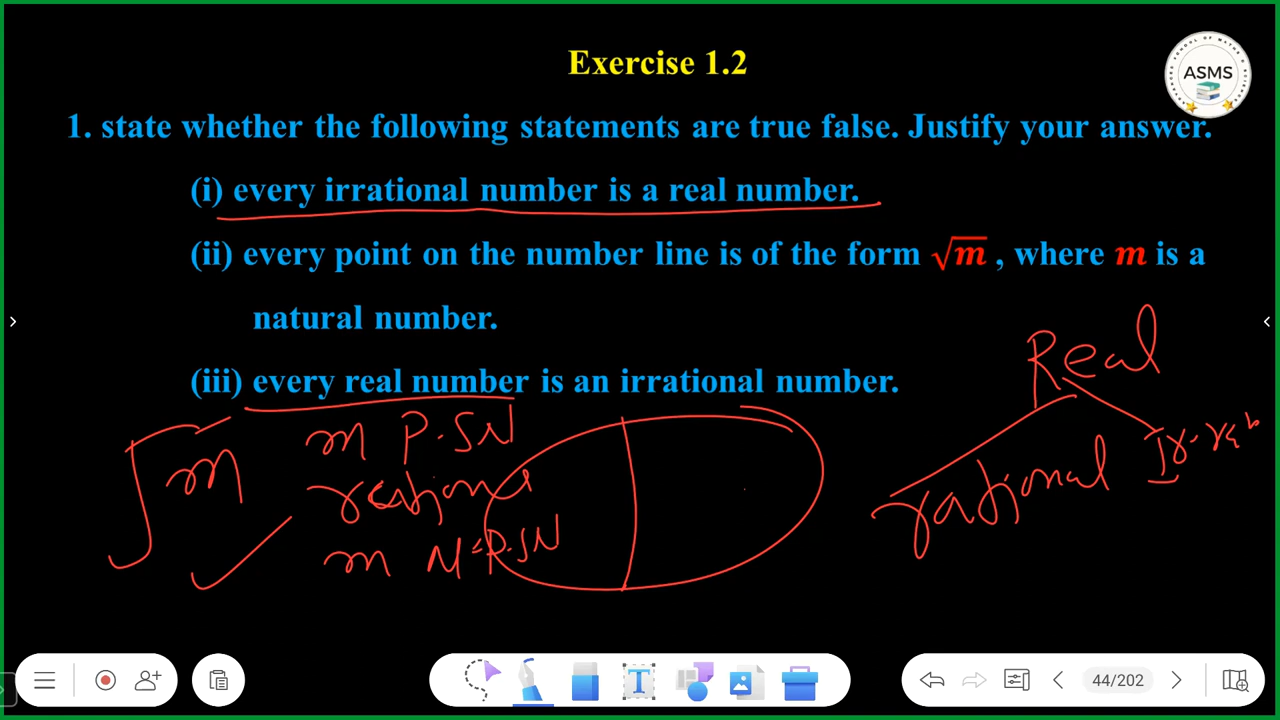 Exercise 1.2
ASMS
1. state whether the following statements are true false. Justify your answer.
(i) every irrational number is a real number.
(ii) every point on the number line is of the form √m , where m is a
natural number.
(iii) every real number is an irrational number.
Real
rational
√m
m P.SN
rational
m N-P.SN
44/202